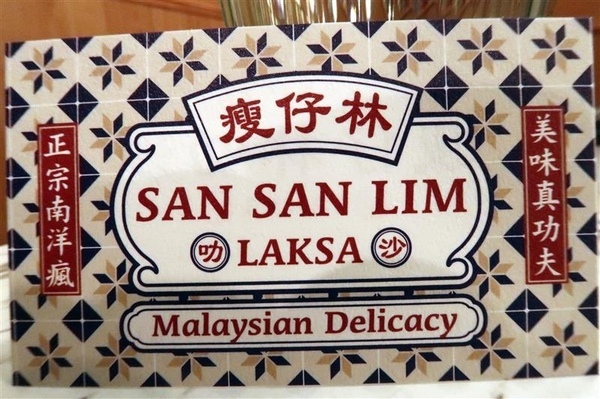 瘦仔林
SAN SAN LIM
叻 LAKSA 沙
Malaysian Delicacy
正宗南洋瘋
美味真功夫